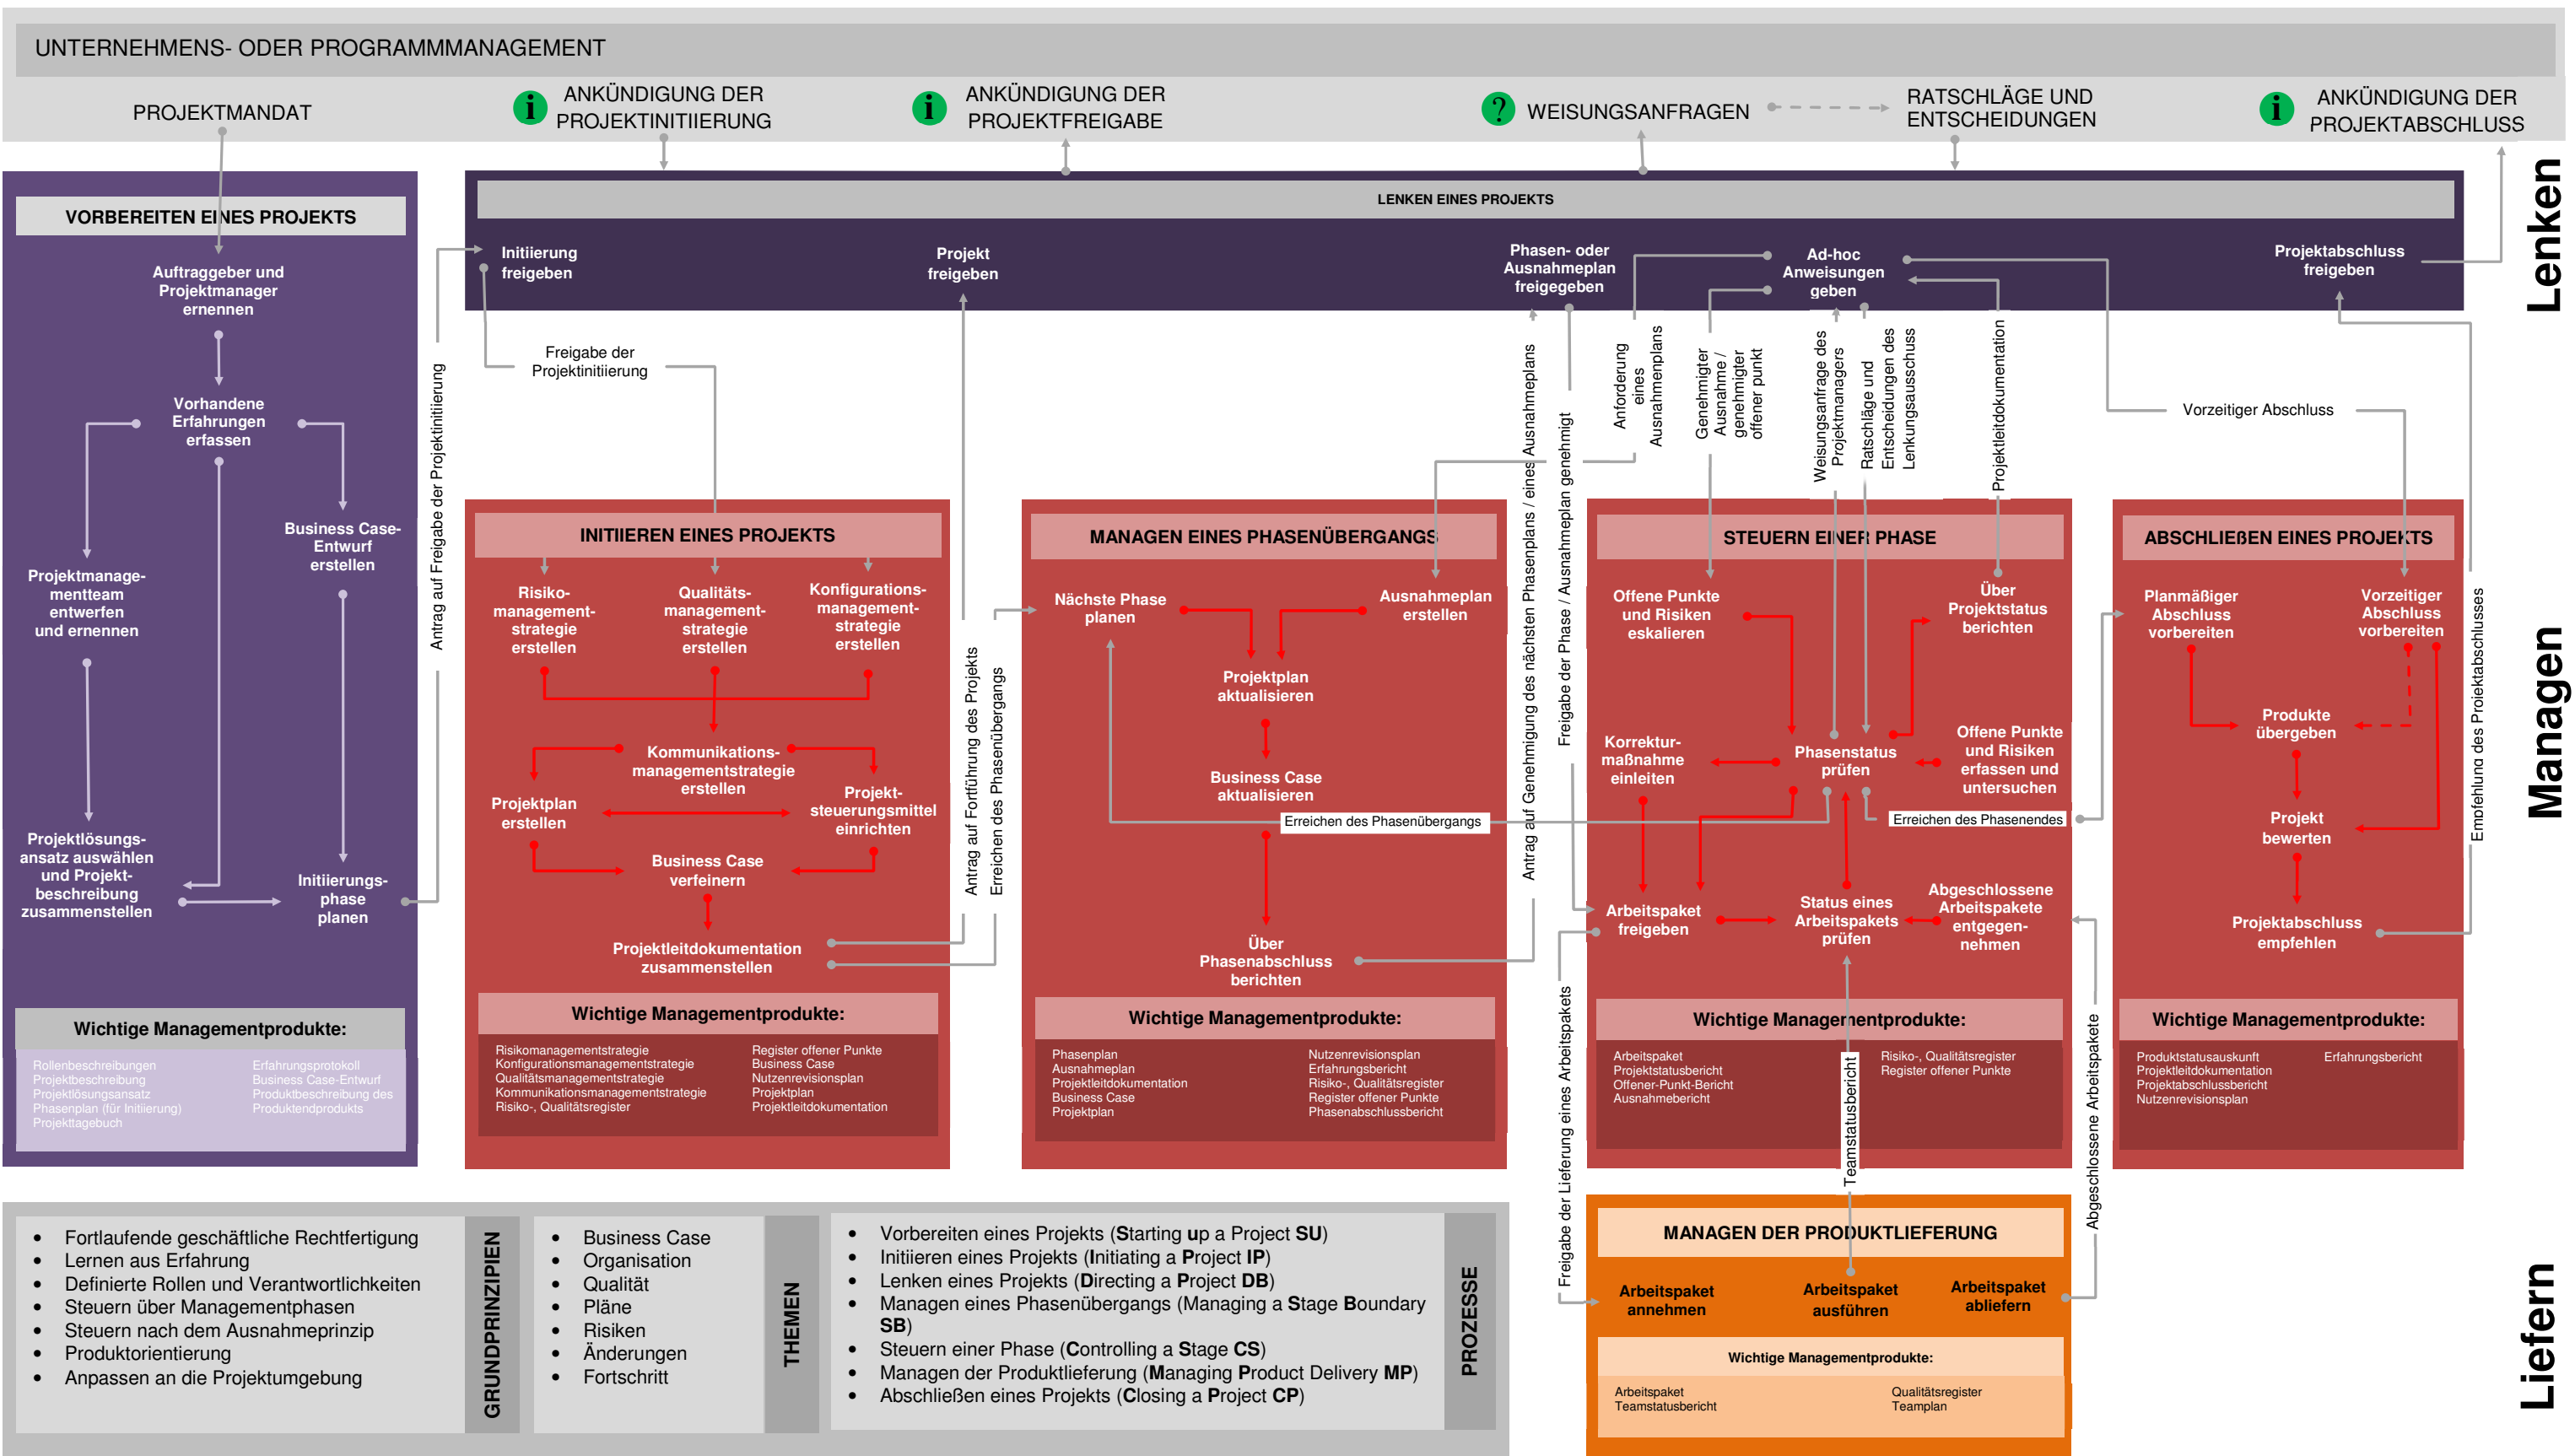 UNTERNEHMENS- ODER PROGRAMMMANAGEMENT
PROJEKTMANDAT
i
ANKÜNDIGUNG DER
PROJEKTINITIIERUNG
i
ANKÜNDIGUNG DER
PROJEKTFREIGABE
?
WEISUNGSANFRAGEN
RATSCHLÄGE UND
ENTSCHEIDUNGEN
i
ANKÜNDIGUNG DER
PROJEKTABSCHLUSS
Lenken
VORBEREITEN EINES PROJEKTS
Auftraggeber und
Projektmanager
ernennen
Vorhandene
Erfahrungen
erfassen
Business Case-
Entwurf
erstellen
Projektmanage-
mentteam
entwerfen
und ernennen
Projektlösungs-
ansatz auswählen
und Projekt-
beschreibung
zusammenstellen
Initiierungs-
phase
planen
Wichtige Managementprodukte:
Rollenbeschreibungen
Projektbeschreibung
Projektlösungsansatz
Phasenplan (für Initiierung)
Projekttagebuch
Erfahrungsprotokoll
Business Case-Entwurf
Produktbeschreibung des
Produktendprodukts
Antrag auf Freigabe der Projektinitiierung
LENKEN EINES PROJEKTS
Initiierung
freigeben
Projekt
freigeben
Phasen- oder
Ausnahmeplan
freigegeben
Ad-hoc
Anweisungen
geben
Projektabschluss
freigeben
Freigabe der
Projektinitiierung
Antrag auf Fortführung des Projekts
Erreichen des Phasenübergangs
Antrag auf Genehmigung des nächsten Phasenplans / eines Ausnahmeplans
Freigabe der Phase / Ausnahmeplan genehmigt
Anforderung
eines
Ausnahmenplans
Genehmigter
Ausnahme /
genehmigter
offener punkt
Weisungsanfrage des
Projektmanagers
Ratschläge und
Entscheidungen des
Lenkungsausschuss
Projektleitdokumentation
Vorzeitiger Abschluss
Empfehlung des Projektabschlusses
Managen
INITIIEREN EINES PROJEKTS
Risiko-
management-
strategie
erstellen
Qualitäts-
management-
strategie
erstellen
Konfigurations-
management-
strategie
erstellen
Kommunikations-
managementstrategie
erstellen
Projektplan
erstellen
Projekt-
steuerungsmittel
einrichten
Business Case
verfeinern
Projektleitdokumentation
zusammenstellen
Wichtige Managementprodukte:
Risikomanagementstrategie
Konfigurationsmanagementstrategie
Qualitätsmanagementstrategie
Kommunikationsmanagementstrategie
Risiko-, Qualitätsregister
Register offener Punkte
Business Case
Nutzenrevisionsplan
Projektplan
Projektleitdokumentation
MANAGEN EINES PHASENÜBERGANGS
Nächste Phase
planen
Ausnahmeplan
erstellen
Projektplan
aktualisieren
Business Case
aktualisieren
Erreichen des Phasenübergangs
Über
Phasenabschluss
berichten
Wichtige Managementprodukte:
Phasenplan
Ausnahmeplan
Projektleitdokumentation
Business Case
Projektplan
Nutzenrevisionsplan
Erfahrungsbericht
Risiko-, Qualitätsregister
Register offener Punkte
Phasenabschlussbericht
STEUERN EINER PHASE
Offene Punkte
und Risiken
eskalieren
Über
Projektstatus
berichten
Korrektur-
maßnahme
einleiten
Phasenstatus
prüfen
Offene Punkte
und Risiken
erfassen und
untersuchen
Erreichen des Phasenendes
Arbeitspaket
freigeben
Status eines
Arbeitspakets
prüfen
Abgeschlossene
Arbeitspakete
entgegen-
nehmen
Wichtige Managementprodukte:
Arbeitspaket
Projektstatusbericht
Offener-Punkt-Bericht
Ausnahmebericht
Risiko-, Qualitätsregister
Register offener Punkte
Freigabe der Lieferung eines Arbeitspakets
Teamstatusbericht
Abgeschlossene Arbeitspakete
ABSCHLIEßEN EINES PROJEKTS
Planmäßiger
Abschluss
vorbereiten
Vorzeitiger
Abschluss
vorbereiten
Produkte
übergeben
Projekt
bewerten
Projektabschluss
empfehlen
Wichtige Managementprodukte:
Produktstatusauskunft
Projektleitdokumentation
Projektabschlussbericht
Nutzenrevisionsplan
Erfahrungsbericht
• Fortlaufende geschäftliche Rechtfertigung
• Lernen aus Erfahrung
• Definierte Rollen und Verantwortlichkeiten
• Steuern über Managementphasen
• Steuern nach dem Ausnahmeprinzip
• Produktorientierung
• Anpassen an die Projektumgebung
GRUNDPRINZIPIEN
• Business Case
• Organisation
• Qualität
• Pläne
• Risiken
• Änderungen
• Fortschritt
THEMEN
• Vorbereiten eines Projekts (Starting up a Project SU)
• Initiieren eines Projekts (Initiating a Project IP)
• Lenken eines Projekts (Directing a Project DB)
• Managen eines Phasenübergangs (Managing a Stage Boundary
SB)
• Steuern einer Phase (Controlling a Stage CS)
• Managen der Produktlieferung (Managing Product Delivery MP)
• Abschließen eines Projekts (Closing a Project CP)
PROZESSE
MANAGEN DER PRODUKTLIEFERUNG
Arbeitspaket
annehmen
Arbeitspaket
ausführen
Arbeitspaket
abliefern
Wichtige Managementprodukte:
Arbeitspaket
Teamstatusbericht
Qualitätsregister
Teamplan
Liefern